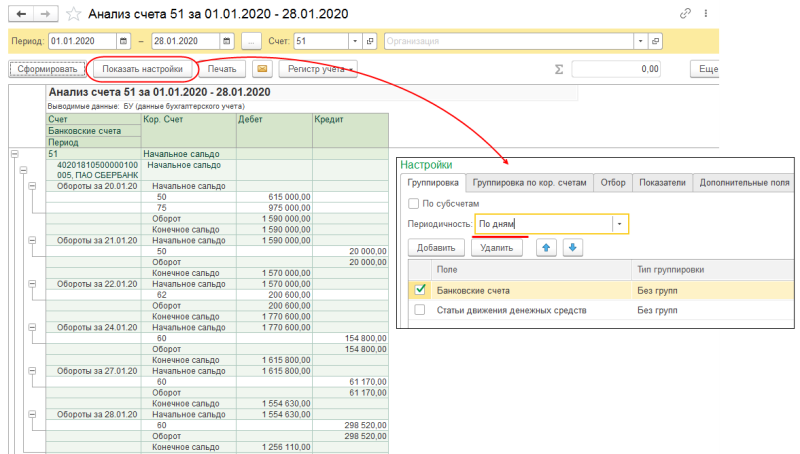 Анализ счета 51 за 01.01.2020 - 28.01.2020
Период: 01.01.2020 – 28.01.2020 ... Счет: 51 Организация
Сформировать Показать настройки Печать Регистр учета Σ 0,00 Еще
Анализ счета 51 за 01.01.2020 - 28.01.2020
Выводимые данные: БУ (данные бухгалтерского учета)
Счет Кор. Счет Дебет Кредит
Банковские счета
Период
51 Начальное сальдо
40201810500000100 Начальное сальдо
005, ПАО СБЕРБАНК
Обороты за 20.01.20 Начальное сальдо
50 615 000,00
75 975 000,00
Оборот 1 590 000,00
Конечное сальдо 1 590 000,00
Обороты за 21.01.20 Начальное сальдо 1 590 000,00
50 20 000,00
Оборот 20 000,00
Конечное сальдо 1 570 000,00
Обороты за 22.01.20 Начальное сальдо 1 570 000,00
62 200 600,00
Оборот 200 600,00
Конечное сальдо 1 770 600,00
Обороты за 24.01.20 Начальное сальдо 1 770 600,00
60 154 800,00
Оборот 154 800,00
Конечное сальдо 1 615 800,00
Обороты за 27.01.20 Начальное сальдо 1 615 800,00
60 61 170,00
Оборот 61 170,00
Конечное сальдо 1 554 630,00
Обороты за 28.01.20 Начальное сальдо 1 554 630,00
60 298 520,00
Оборот 298 520,00
Конечное сальдо 1 256 110,00
Настройки
Группировка Группировка по кор. счетам Отбор Показатели Дополнительные поля
По субсчетам
Периодичность: По дням
Добавить Удалить
Поле Тип группировки
Банковские счета Без групп
Статьи движения денежных средств Без групп